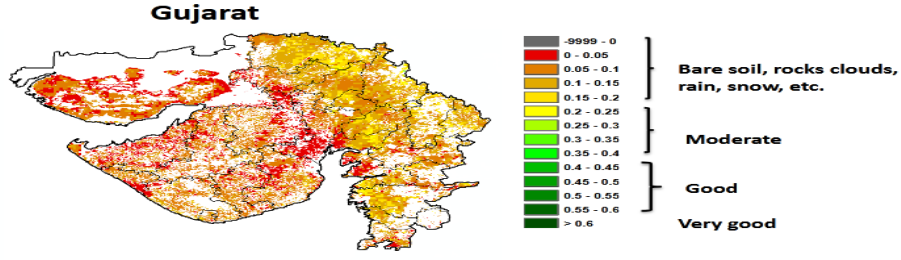 Gujarat
-9999 - 0
0 - 0.05
0.05 - 0.1
0.1 - 0.15
0.15 - 0.2
0.2 - 0.25
0.25 - 0.3
0.3 - 0.35
0.35 - 0.4
0.4 - 0.45
0.45 - 0.5
0.5 - 0.55
0.55 - 0.6
> 0.6
Bare soil, rocks clouds,
rain, snow, etc.
Moderate
Good
Very good